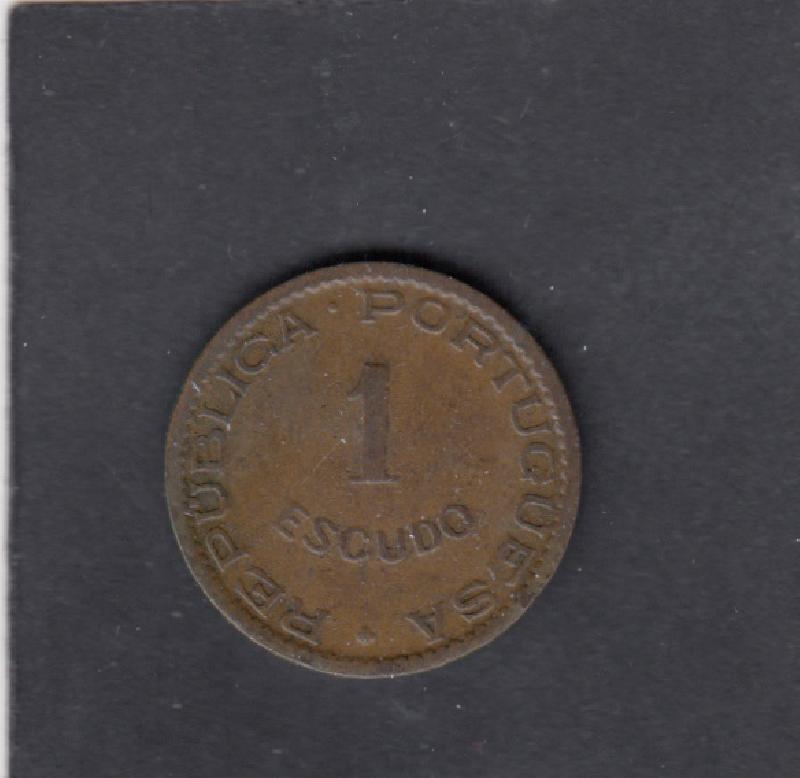 REPUBLICA · PORTUGUESA
1
ESCUDO